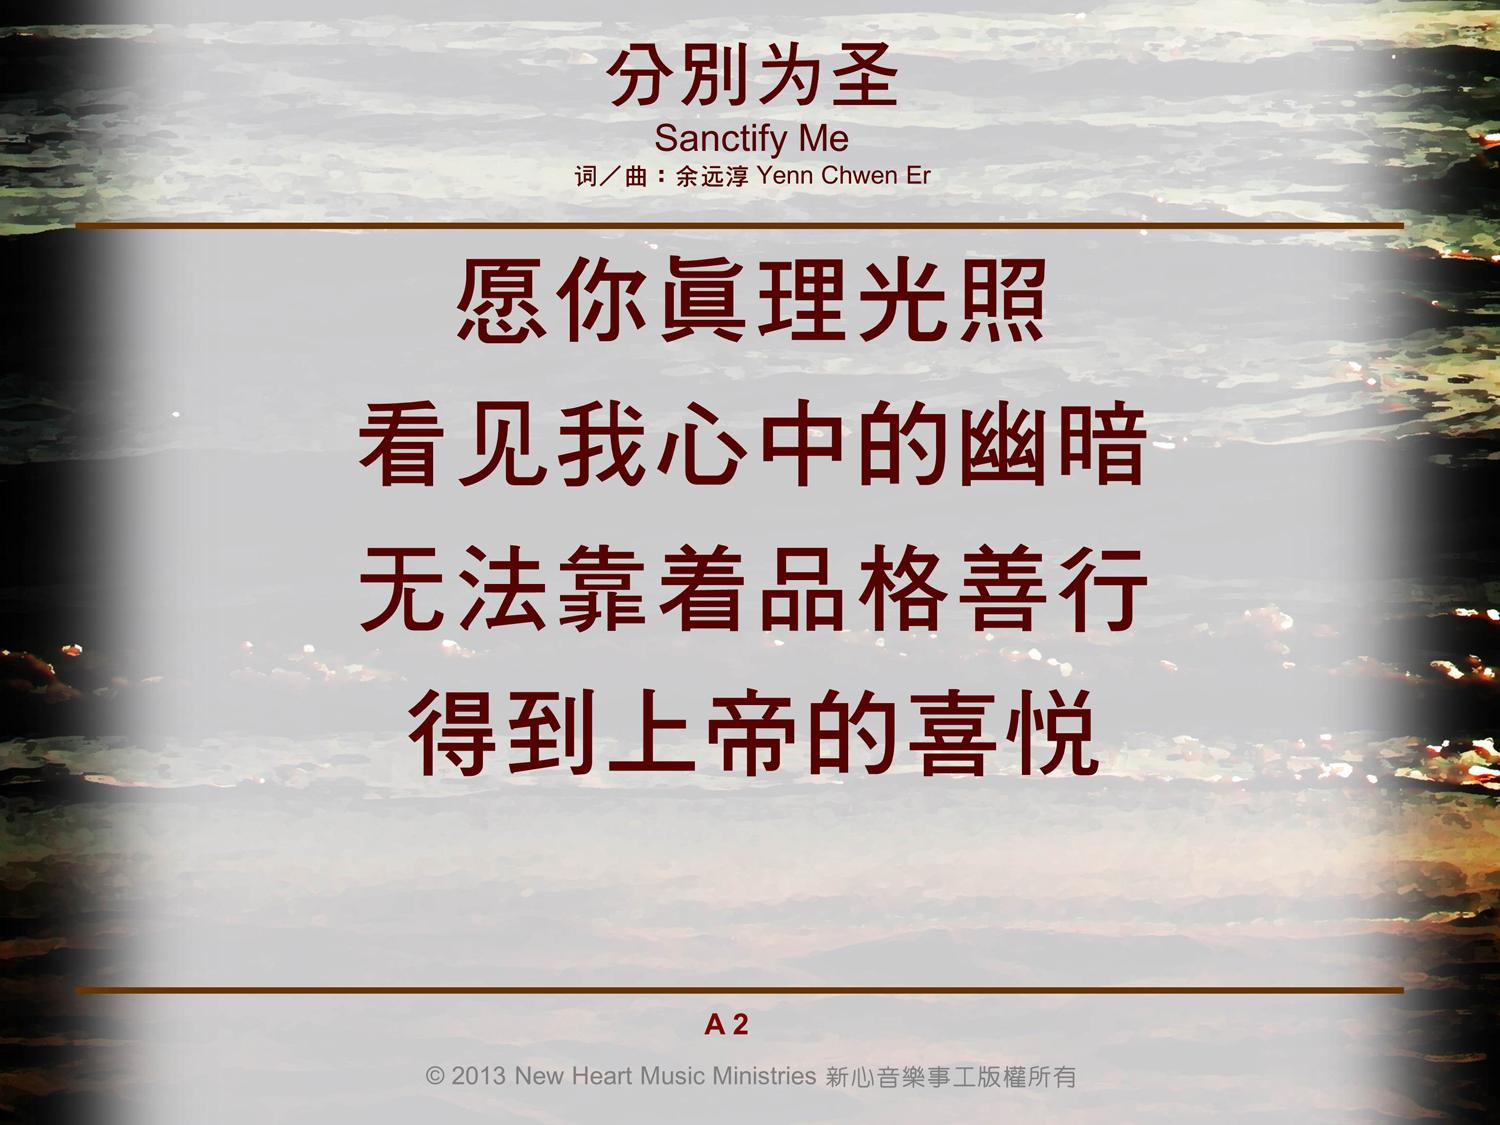 分別为圣
Sanctify Me
词／曲：余远淳 Yenn Chwen Er
愿你眞理光照
看见我心中的幽暗
无法靠着品格善行
得到上帝的喜悦
A 2
© 2013 New Heart Music Ministries 新心音樂事工版權所有